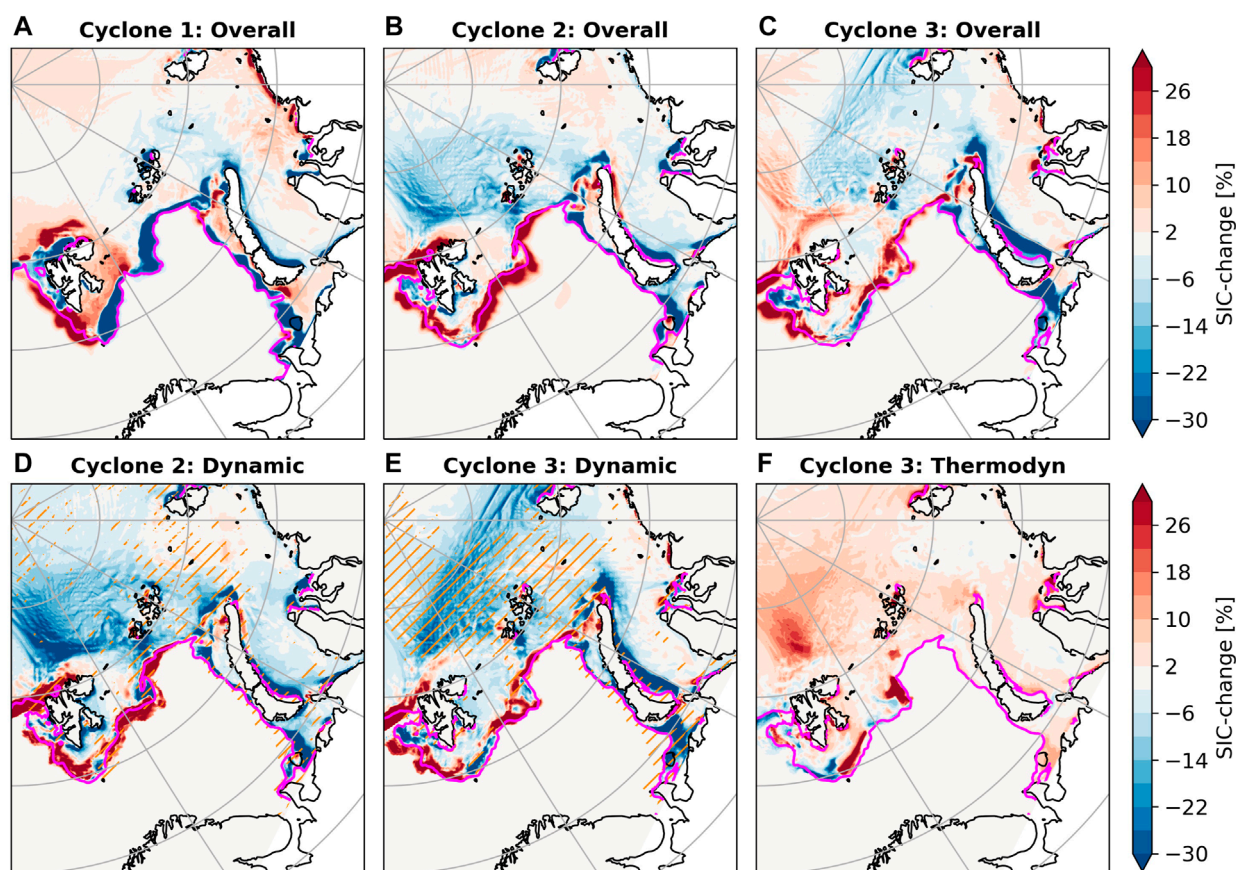 A Cyclone 1: Overall
B Cyclone 2: Overall
C Cyclone 3: Overall
26
18
10
2
−6
−14
−22
−30
SIC-change [%]
D Cyclone 2: Dynamic
E Cyclone 3: Dynamic
F Cyclone 3: Thermodyn
26
18
10
2
−6
−14
−22
−30
SIC-change [%]